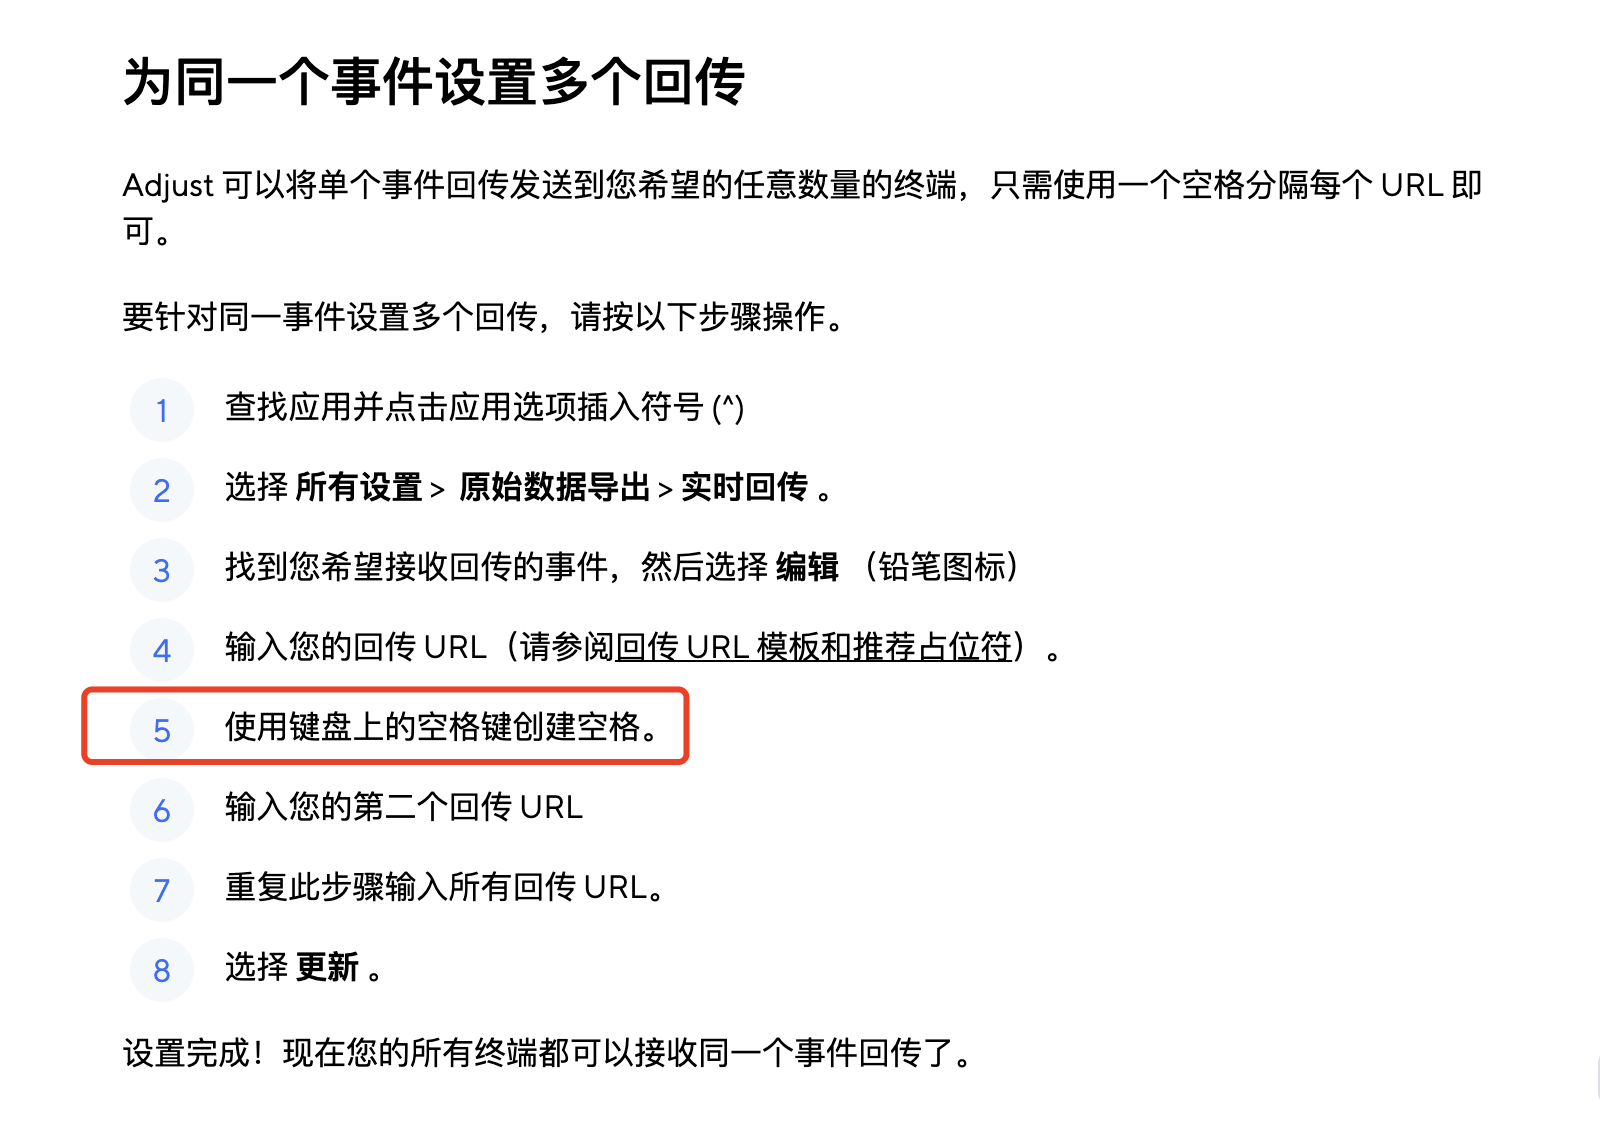 为同一个事件设置多个回传
Adjust 可以将单个事件回传发送到您希望的任意数量的终端，只需使用一个空格分隔每个 URL 即
可。
要针对同一事件设置多个回传，请按以下步骤操作。
1 查找应用并点击应用选项插入符号 (^)
2 选择 所有设置 > 原始数据导出 > 实时回传 。
3 找到您希望接收回传的事件，然后选择 编辑 （铅笔图标）
4 输入您的回传 URL（请参阅回传 URL 模板和推荐占位符） 。
5 使用键盘上的空格键创建空格。
6 输入您的第二个回传 URL
7 重复此步骤输入所有回传 URL。
8 选择 更新 。
设置完成！现在您的所有终端都可以接收同一个事件回传了。